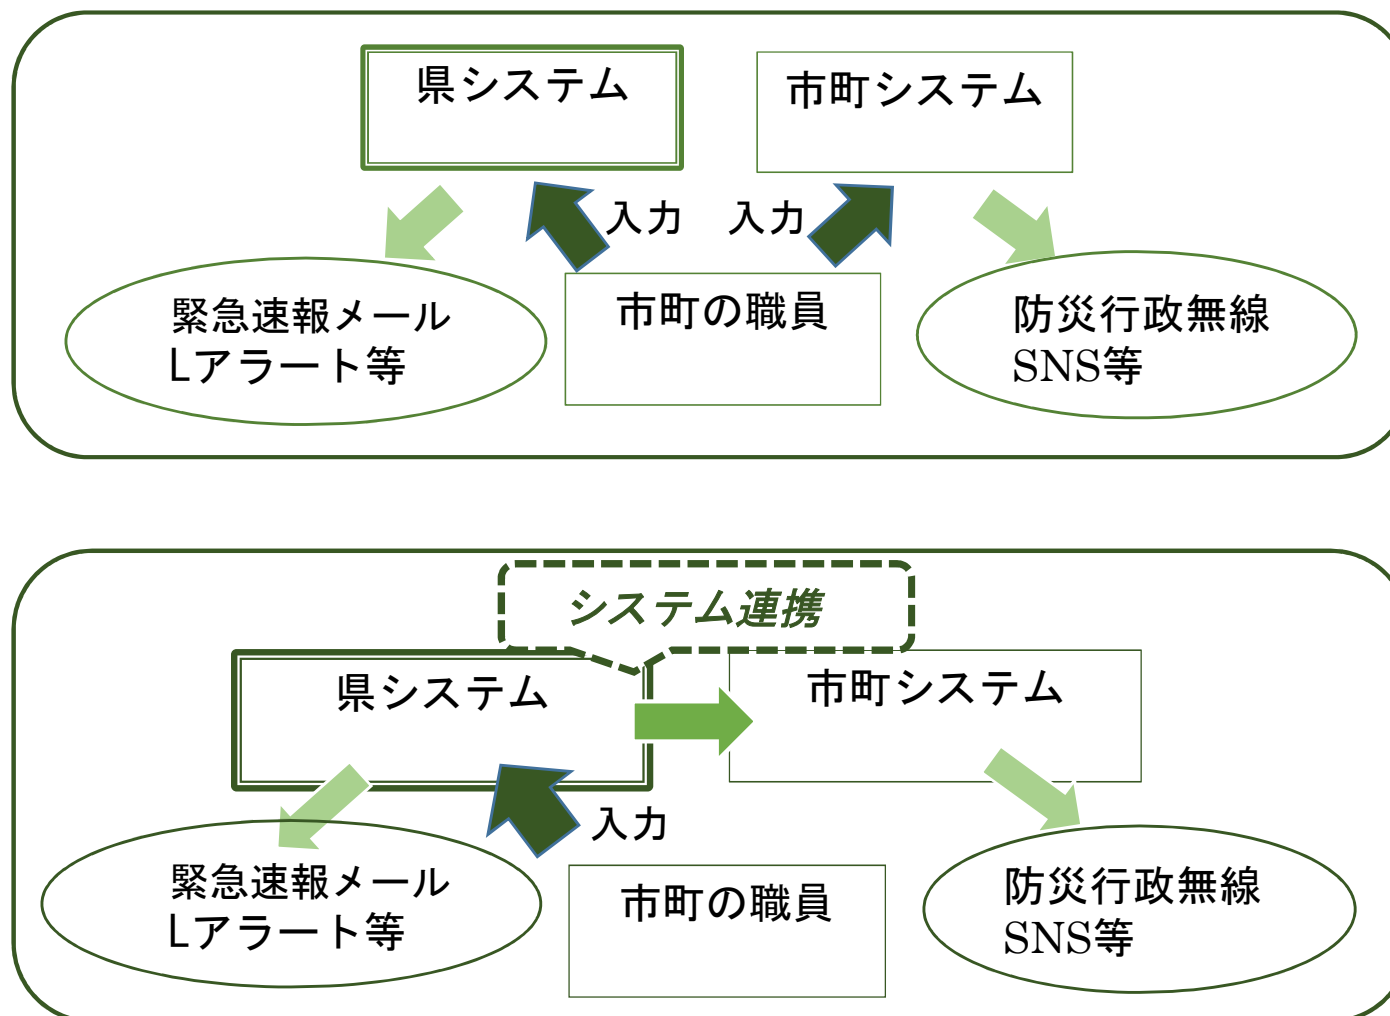 県システム
市町システム
入力
入力
緊急速報メール
Lアラート等
市町の職員
防災行政無線
SNS等
システム連携
県システム
市町システム
入力
緊急速報メール
Lアラート等
市町の職員
防災行政無線
SNS等